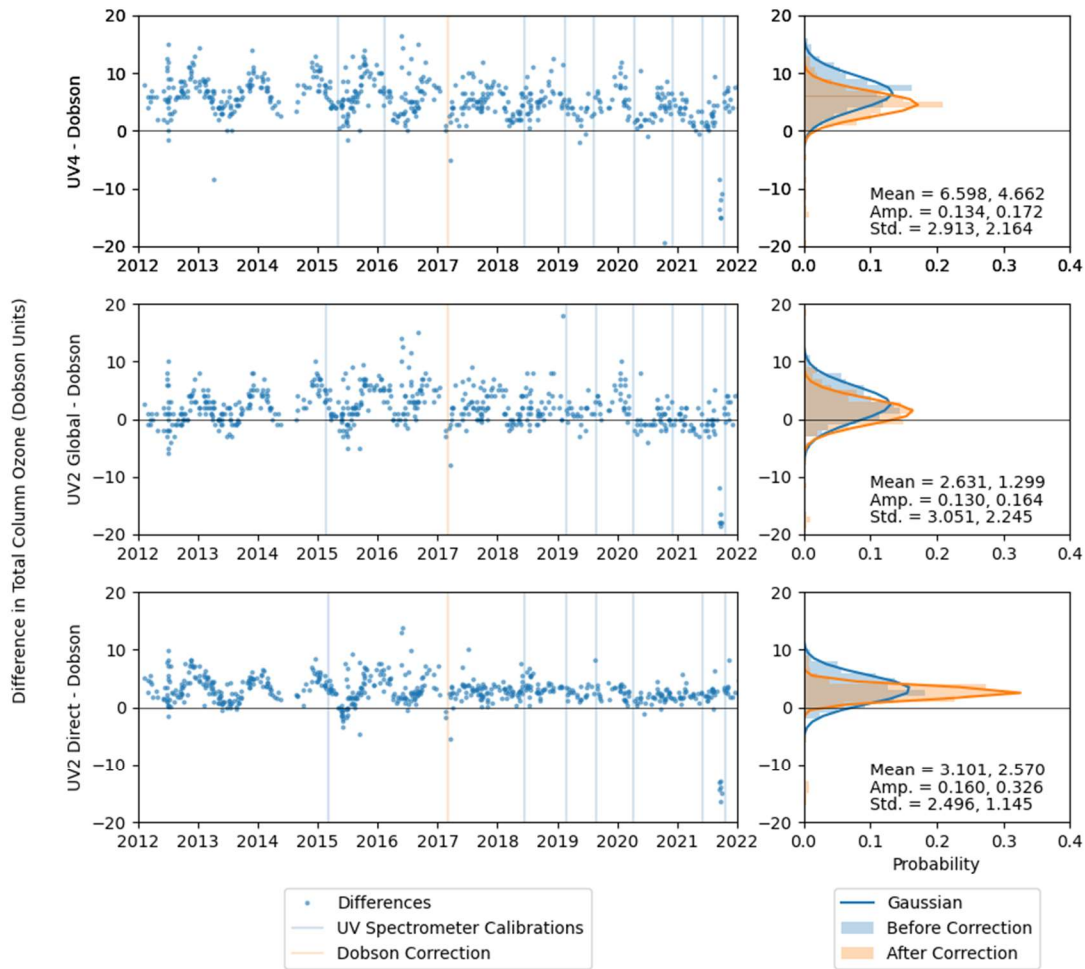 Difference in Total Column Ozone (Dobson Units)
UV4 - Dobson
20
10
0
−10
−20
2012 2013 2014 2015 2016 2017 2018 2019 2020 2021 2022
20
10
0
−10
−20
Mean = 6.598, 4.662
Amp. = 0.134, 0.172
Std. = 2.913, 2.164
0.0 0.1 0.2 0.3 0.4
UV2 Global - Dobson
20
10
0
−10
−20
2012 2013 2014 2015 2016 2017 2018 2019 2020 2021 2022
20
10
0
−10
−20
Mean = 2.631, 1.299
Amp. = 0.130, 0.164
Std. = 3.051, 2.245
0.0 0.1 0.2 0.3 0.4
UV2 Direct - Dobson
20
10
0
−10
−20
2012 2013 2014 2015 2016 2017 2018 2019 2020 2021 2022
20
10
0
−10
−20
Mean = 3.101, 2.570
Amp. = 0.160, 0.326
Std. = 2.496, 1.145
0.0 0.1 0.2 0.3 0.4
Probability
Differences
UV Spectrometer Calibrations
Dobson Correction
Gaussian
Before Correction
After Correction